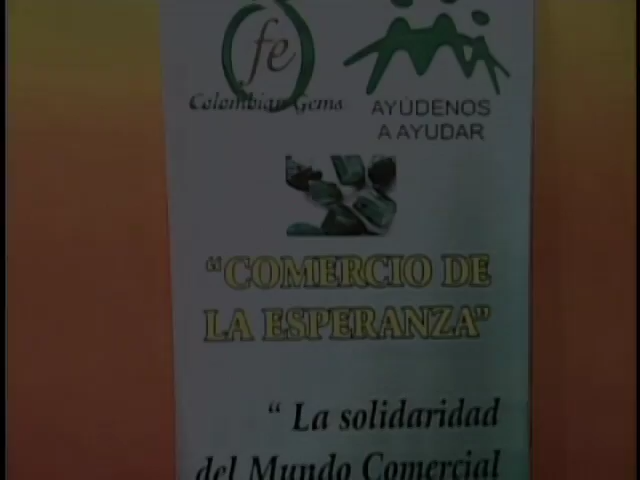 fe
Colombian Gems
AYÚDENOS
A AYUDAR
"COMERCIO DE
LA ESPERANZA"
" La solidaridad
del Mundo Comercial